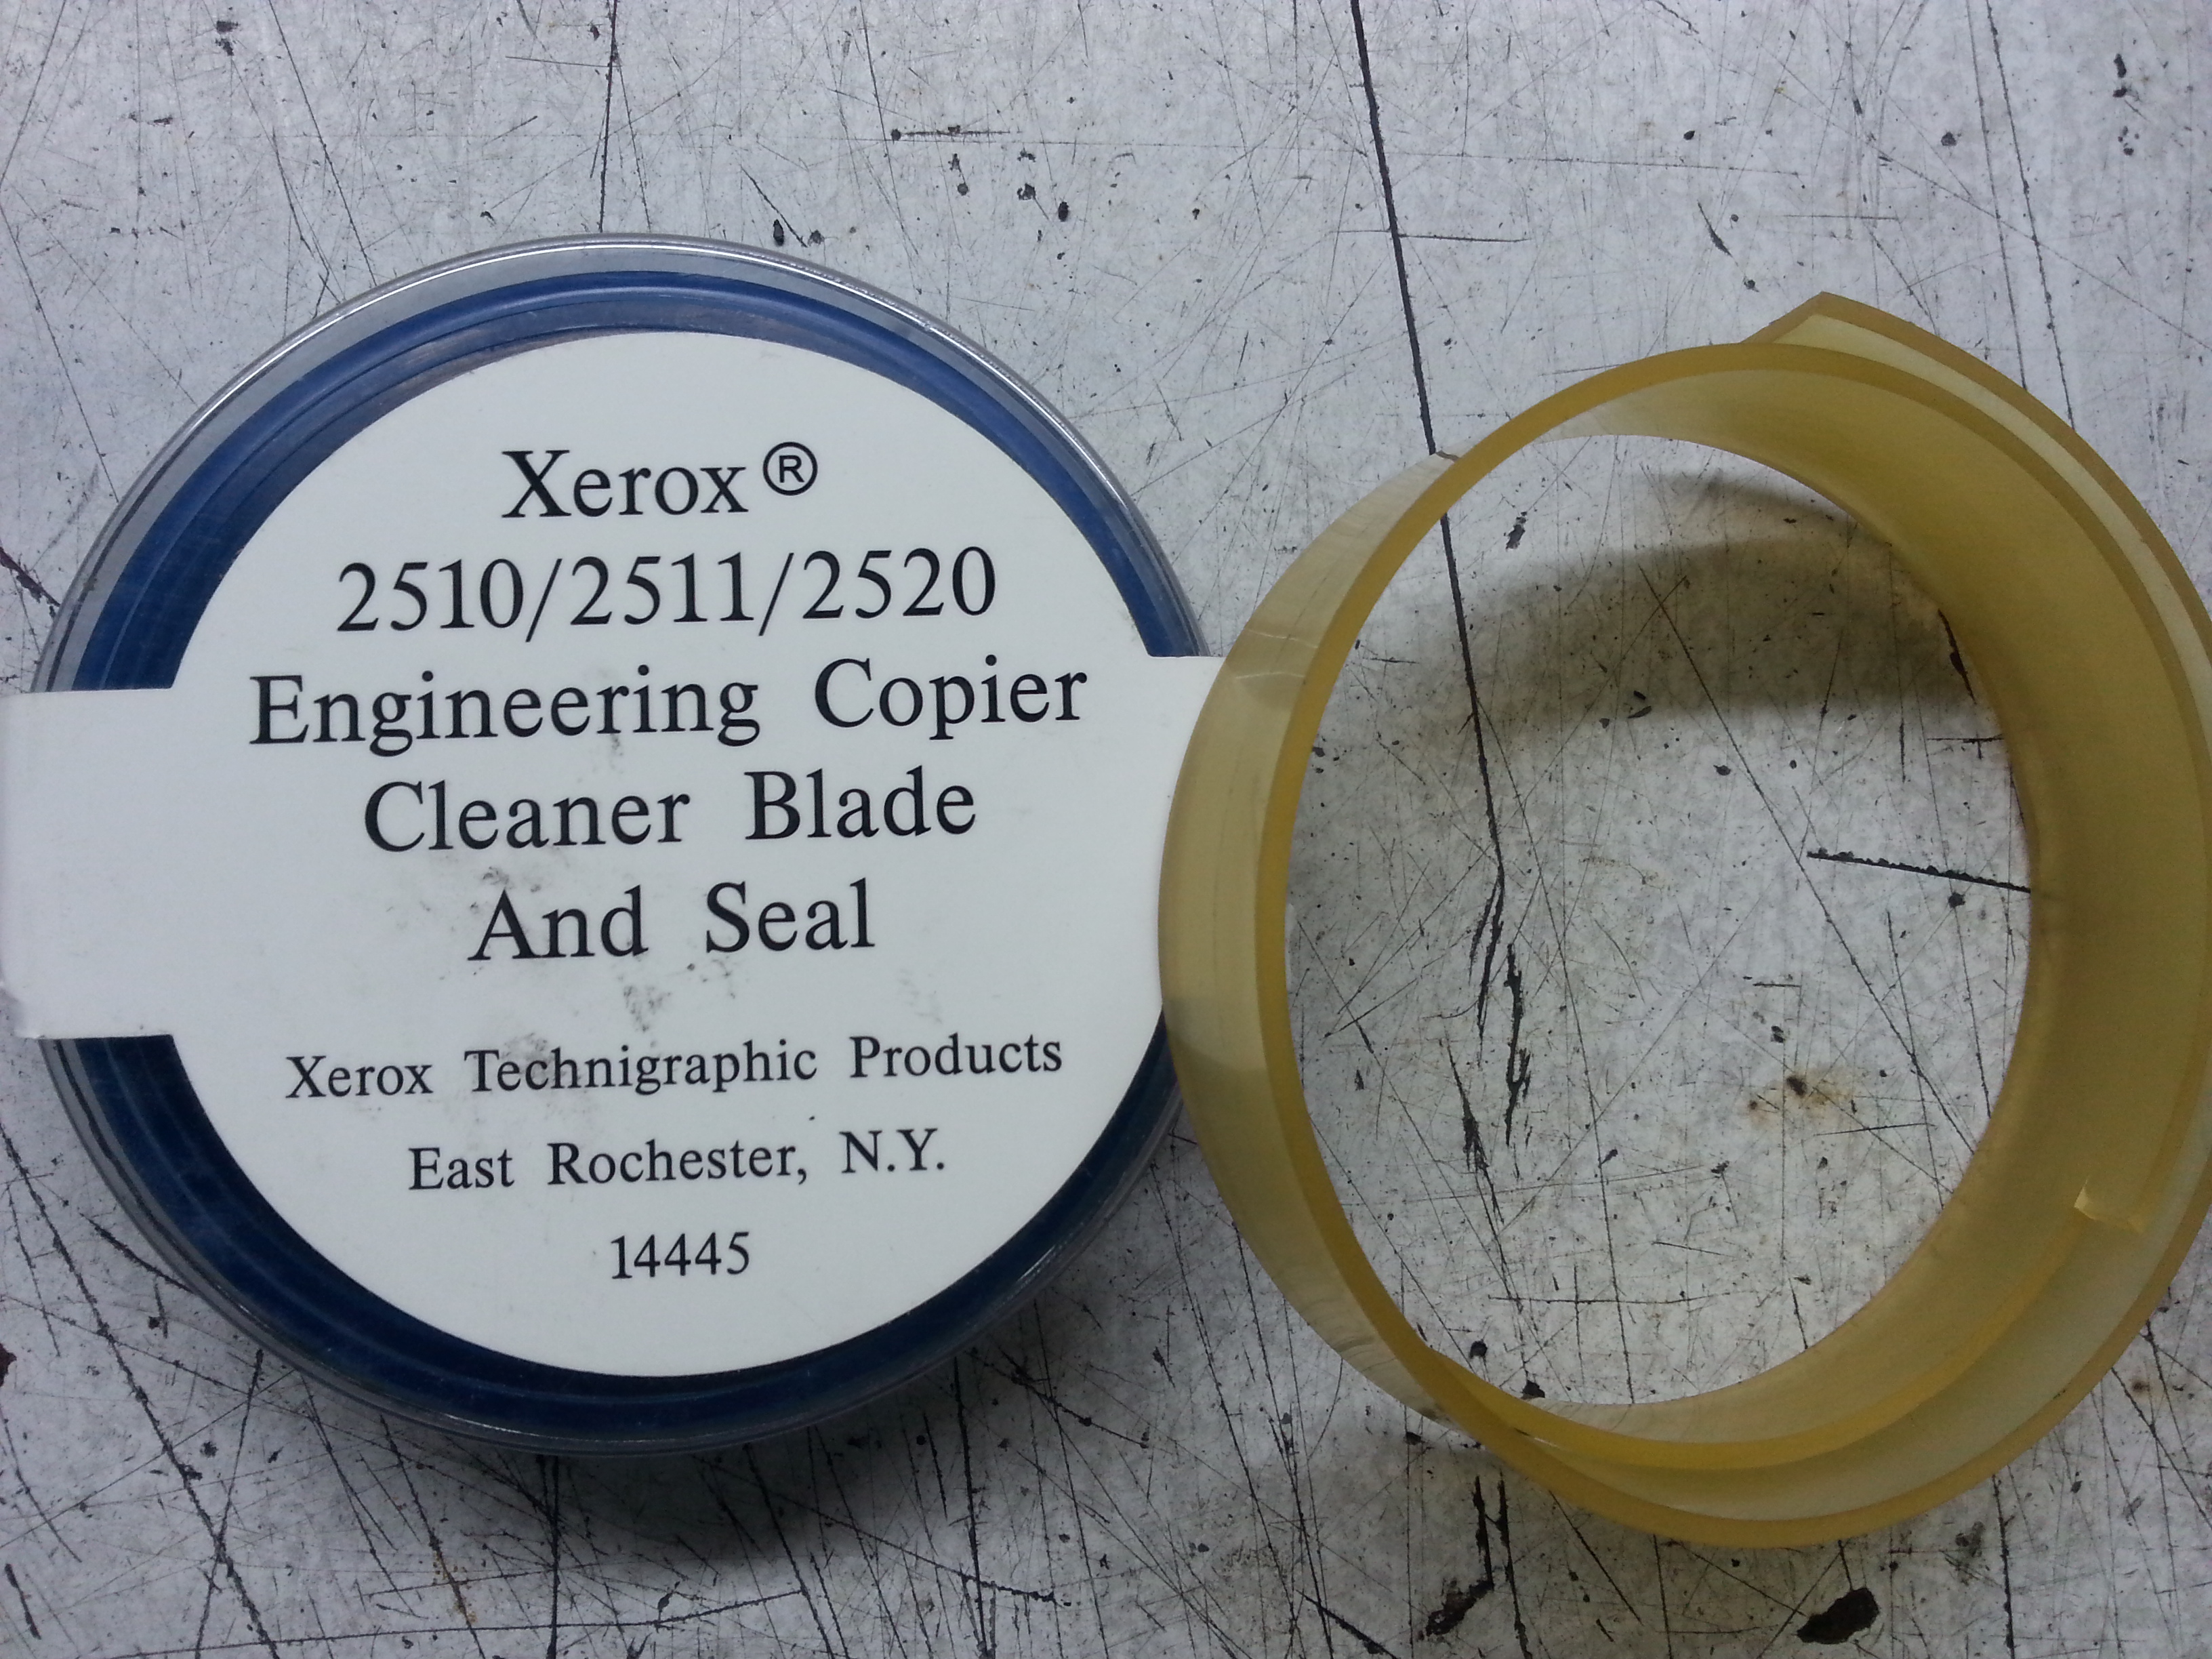 Xerox®
2510/2511/2520
Engineering Copier
Cleaner Blade
And Seal
Xerox Technigraphic Products
East Rochester, N.Y.
14445